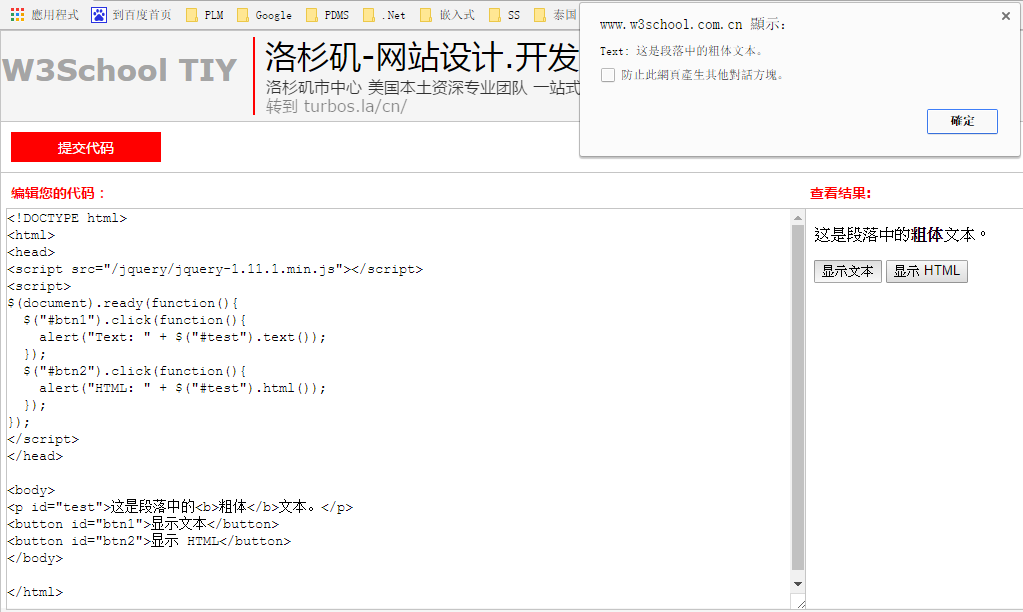 應用程式 到百度首页 PLM Google PDMS .Net 嵌入式 SS 泰国
www.w3school.com.cn 顯示:
Text: 这是段落中的粗体文本。
防止此網頁產生其他對話方塊。
確定
W3School TIY
洛杉矶-网站设计.开发
洛杉矶市中心 美国本土资深专业团队 一站式
转到 turbos.la/cn/
提交代码
编辑您的代码：
查看结果:
<!DOCTYPE html>
<html>
<head>
<script src="/jquery/jquery-1.11.1.min.js"></script>
<script>
$(document).ready(function(){
  $("#btn1").click(function(){
    alert("Text: " + $("#test").text());
  });
  $("#btn2").click(function(){
    alert("HTML: " + $("#test").html());
  });
});
</script>
</head>
<body>
<p id="test">这是段落中的<b>粗体</b>文本。</p>
<button id="btn1">显示文本</button>
<button id="btn2">显示 HTML</button>
</body>
</html>
这是段落中的粗体文本。
显示文本 显示 HTML